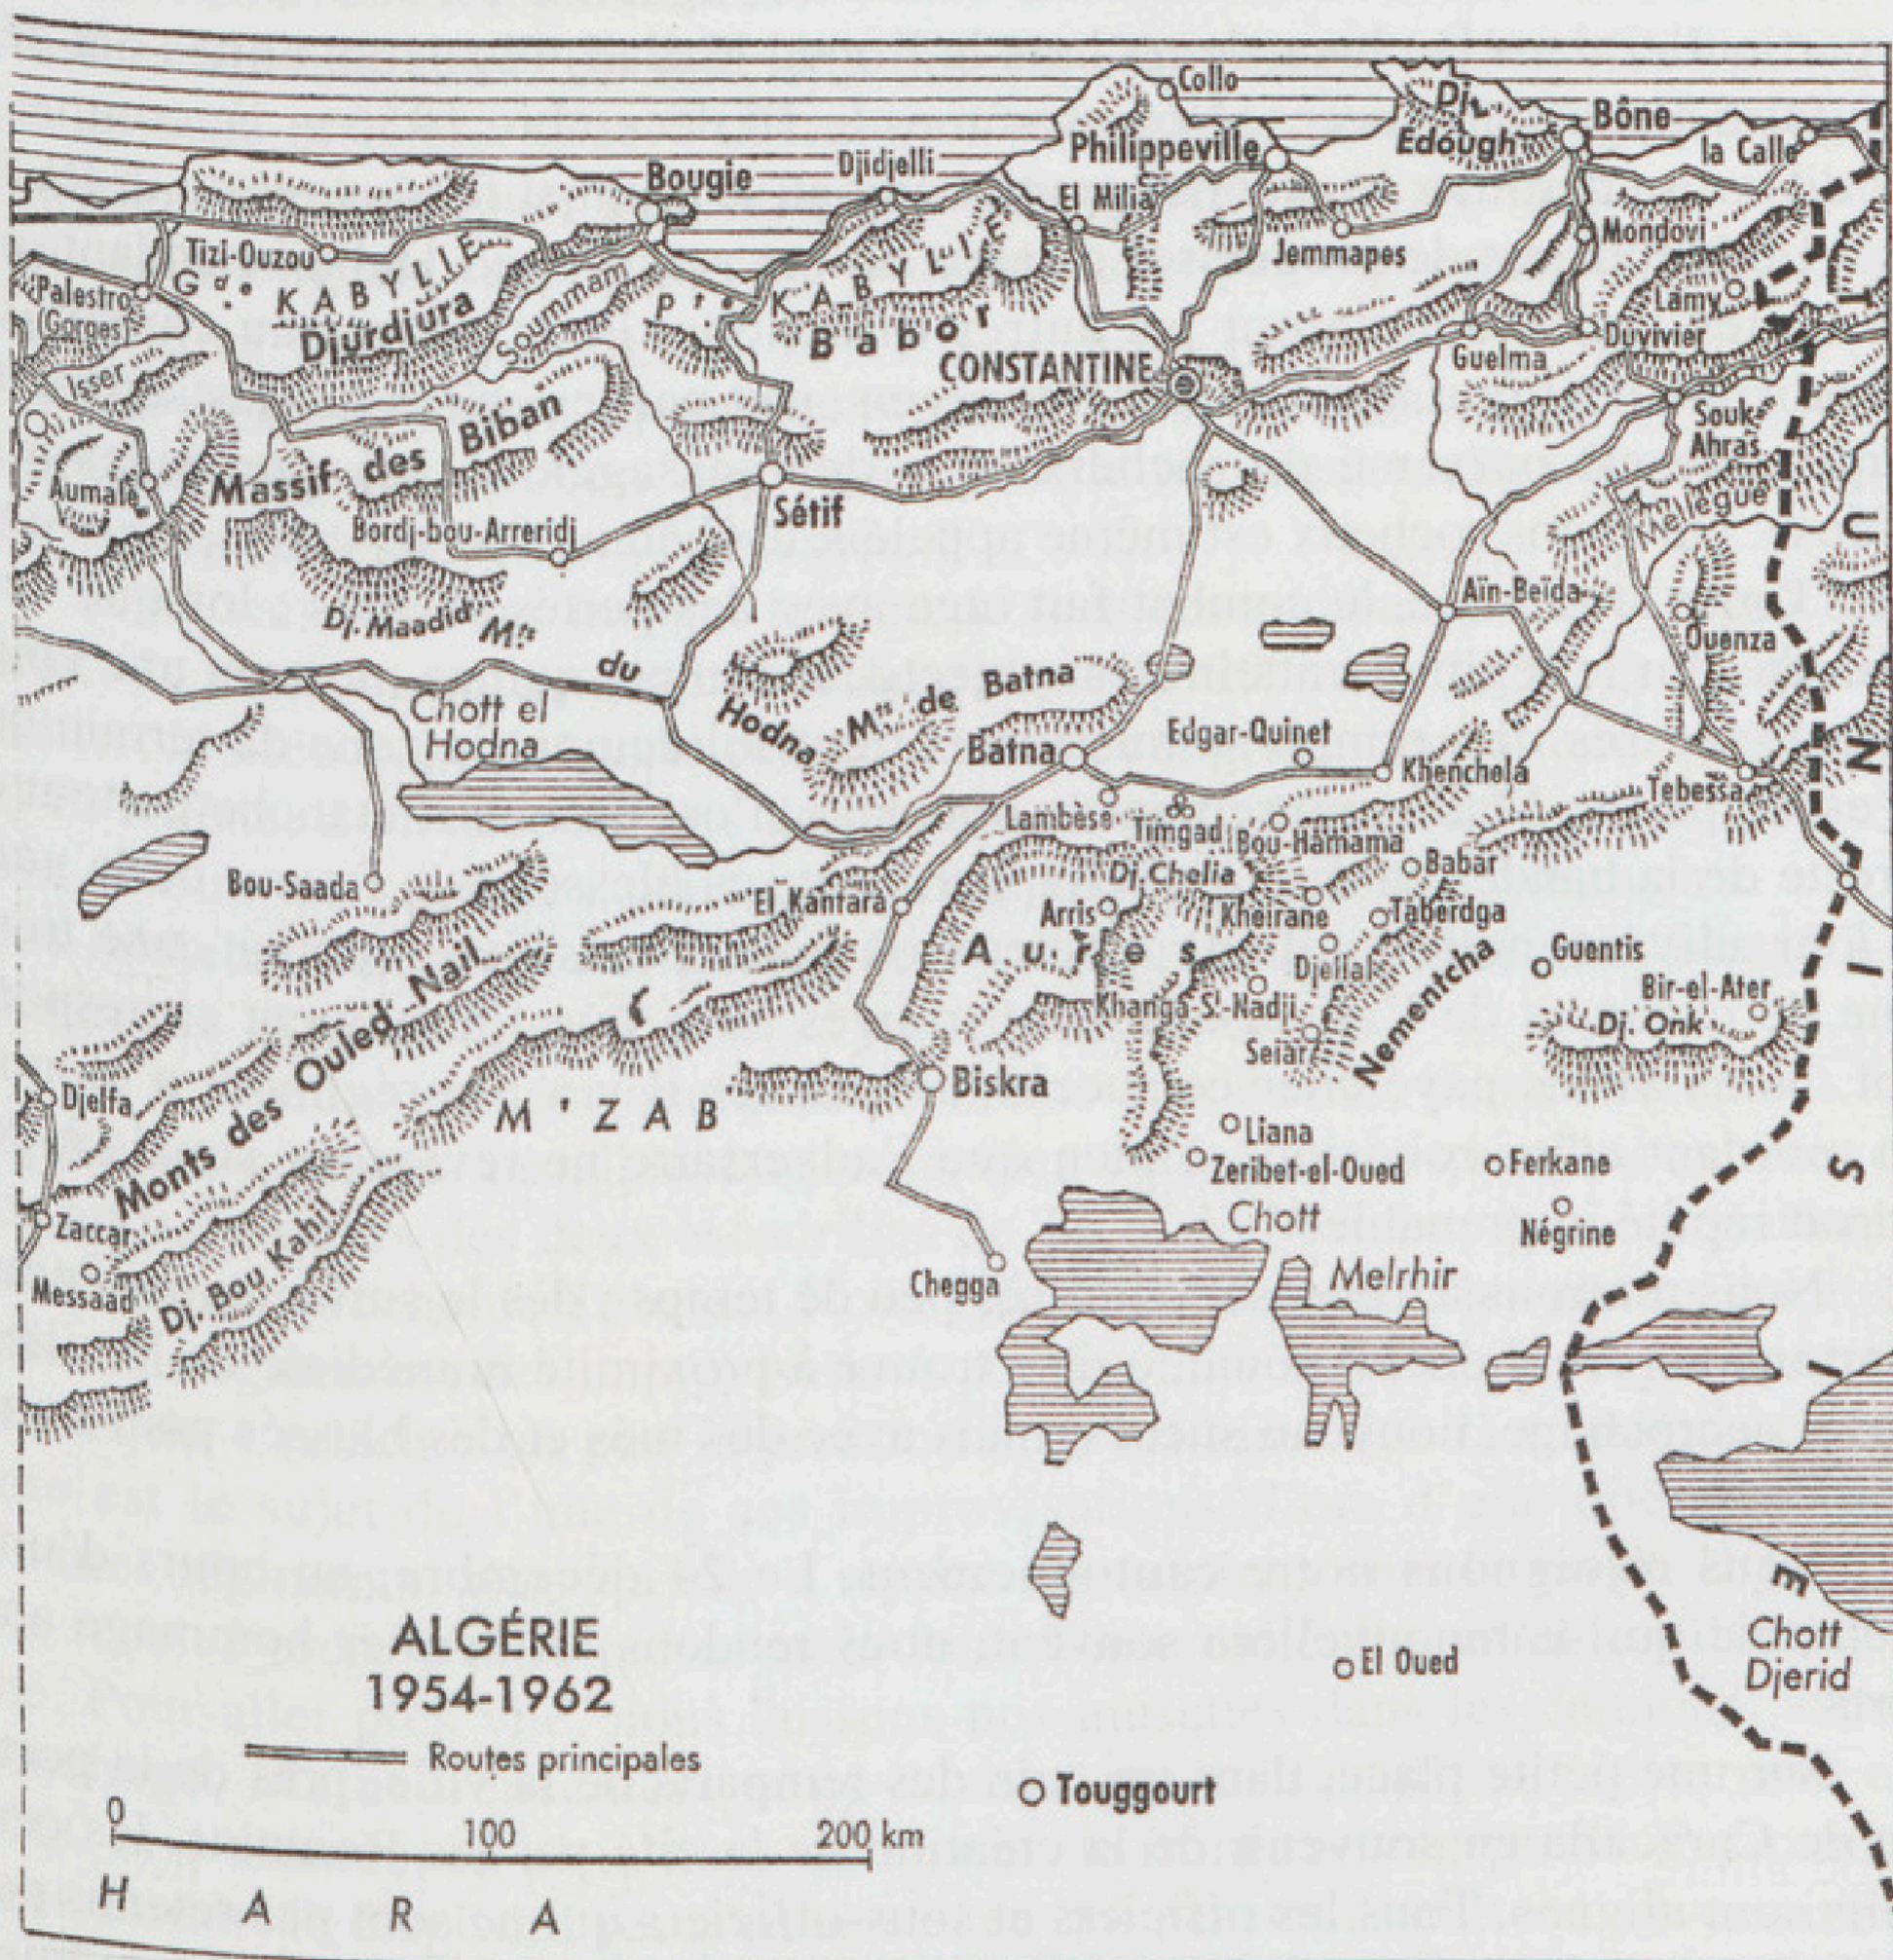 Collo
Dj.
Edough
Bône
la Calle
Philippeville
Djidjelli
Bougie
El Milia
Mondovi
Jemmapes
Tizi-Ouzou
Gde KABYLIE
Palestro
(Gorges)
Djurdjura
Soummam
Pte KABYLIE
Babor
Lamy
Duvivier
Guelma
CONSTANTINE
Isser
Biban
Souk-
Ahras
Massif des
Aumale
Mellegue
Bordj-bou-Arreridj
Sétif
Aïn-Beïda
Ouenza
Dj. Maadid
Mts
du
Hodna
Mts de Batna
Chott el
Hodna
Batna
Edgar-Quinet
Khenchela
Tebessa
Lambèse
Timgad
Bou-Hamama
Dj. Chelia
Babar
Bou-Saada
El Kantara
Arris
Kheirane
Taberdga
Aurès
Djellal
Guentis
Khanga-S!-Nadji
Bir-el-Ater
Dj. Onk
Seiar
Nementcha
Monts des Ouled Nail
Djelfa
Biskra
M'ZAB
Liana
Zeribet-el-Oued
Ferkane
Négrine
Zaccar
Messaad
Dj. Bou Kahil
Chegga
Chott
Melrhir
TUNISIE
El Oued
Chott
Djerid
Touggourt
ALGÉRIE
1954-1962
Routes principales
0 100 200 km
HARA